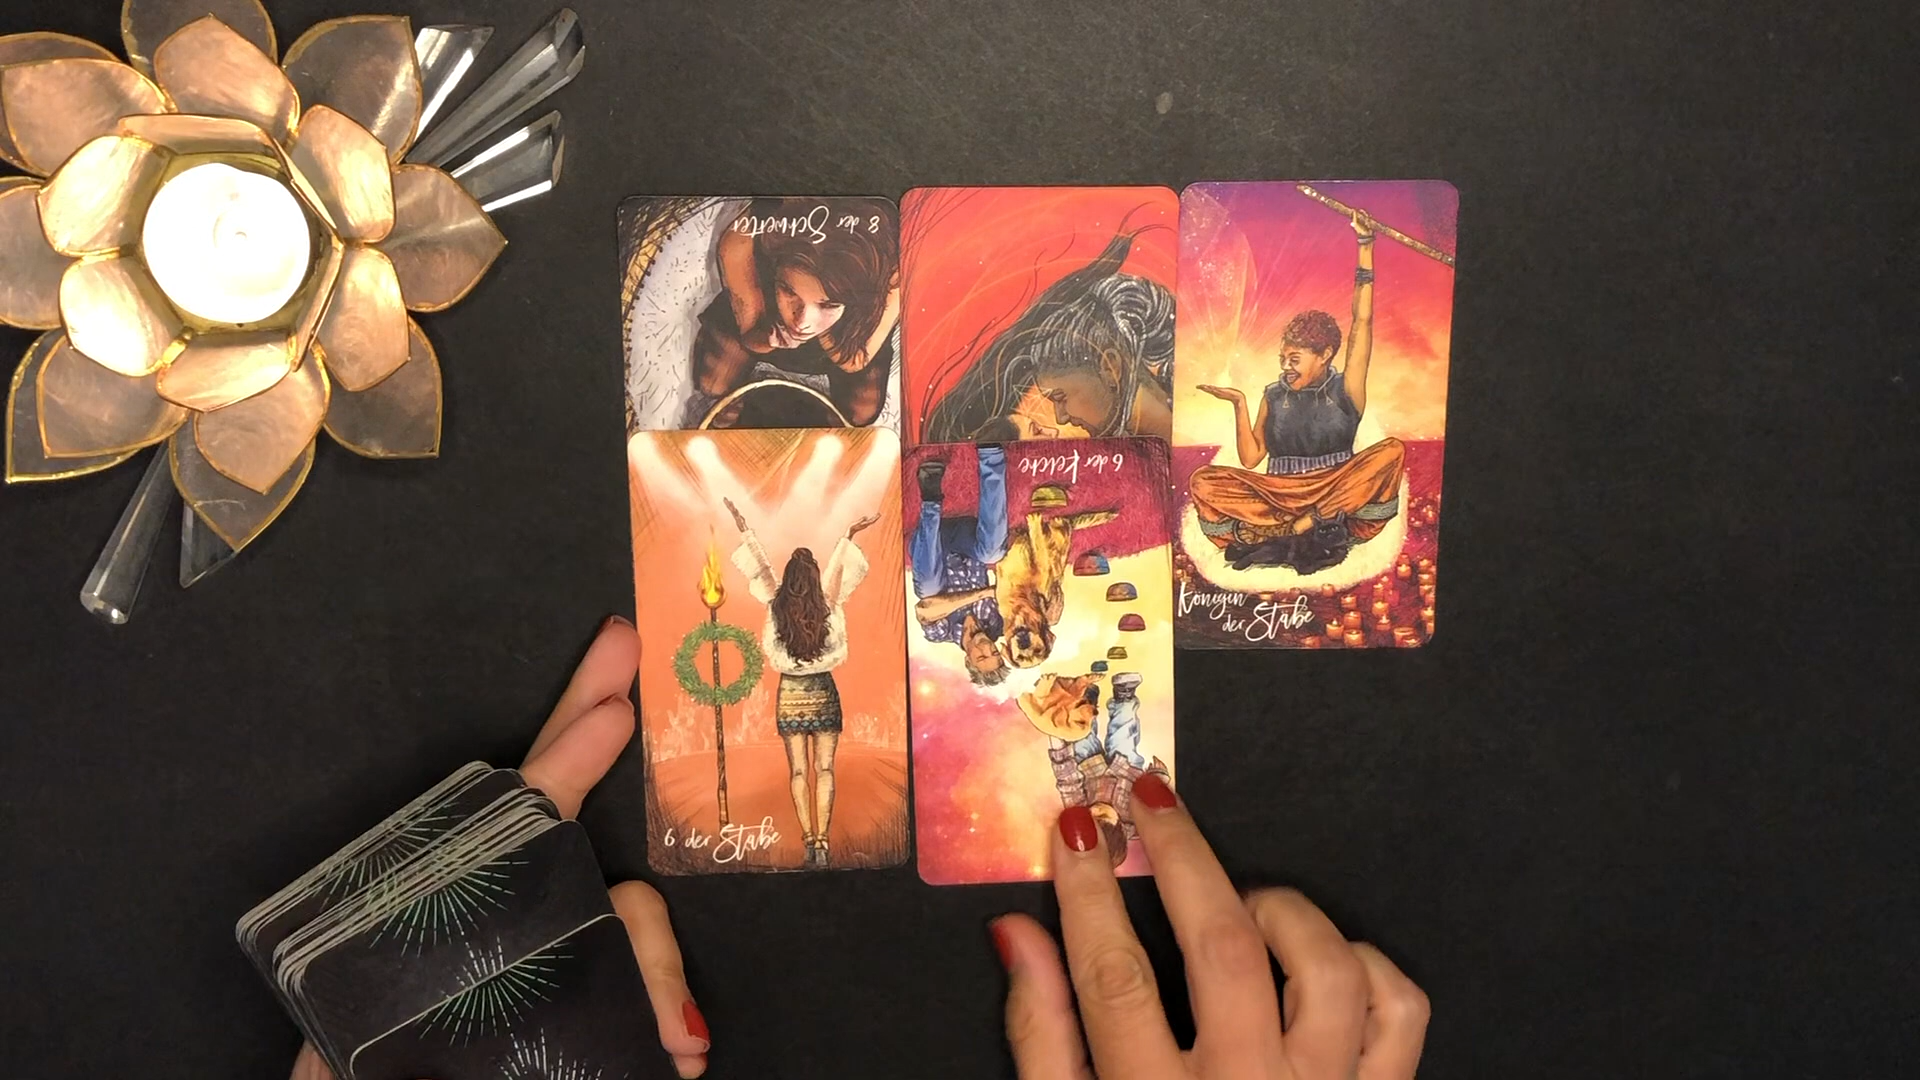 8 der Schwerter
6 der Kelche
Königin
der Stäbe
6 der Stäbe